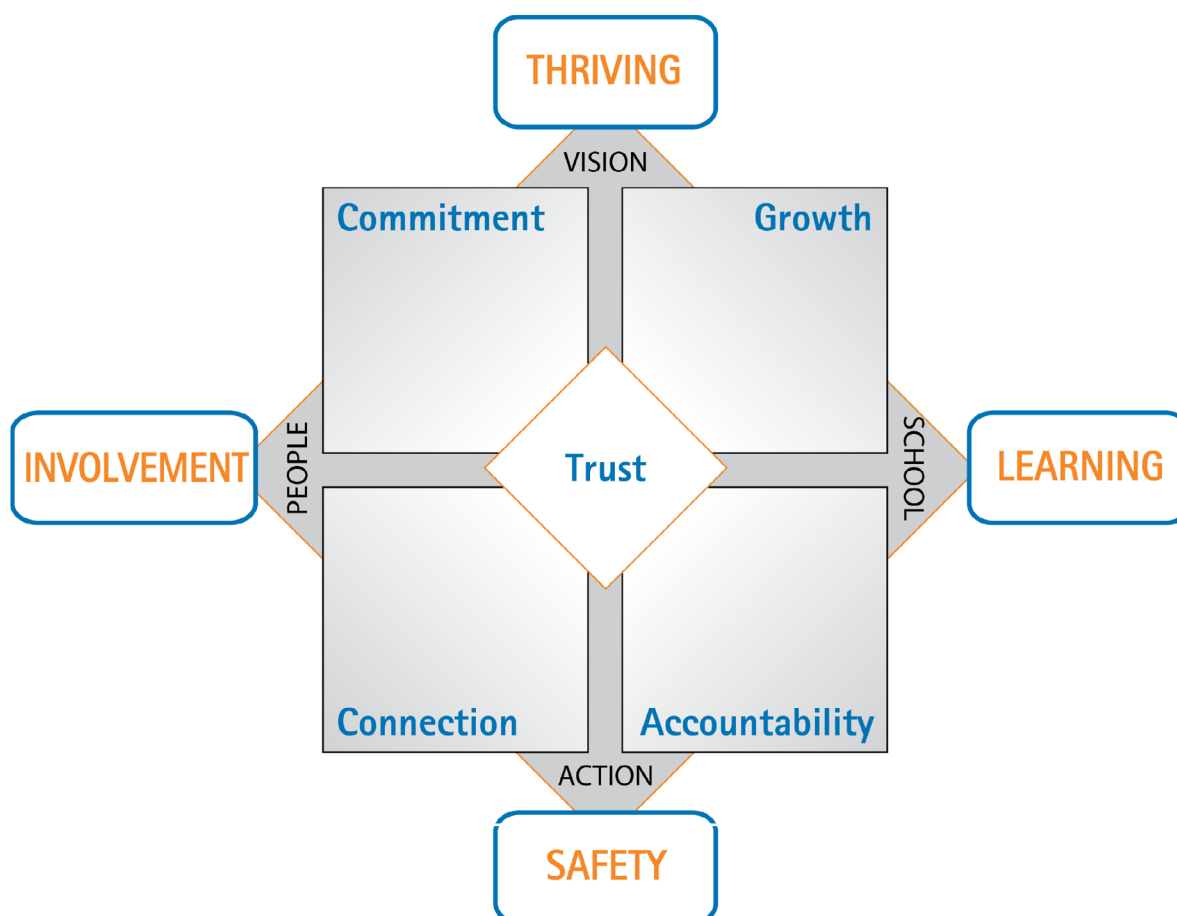 THRIVING
VISION
Commitment
Growth
INVOLVEMENT
PEOPLE
Trust
SCHOOL
LEARNING
Connection
Accountability
ACTION
SAFETY